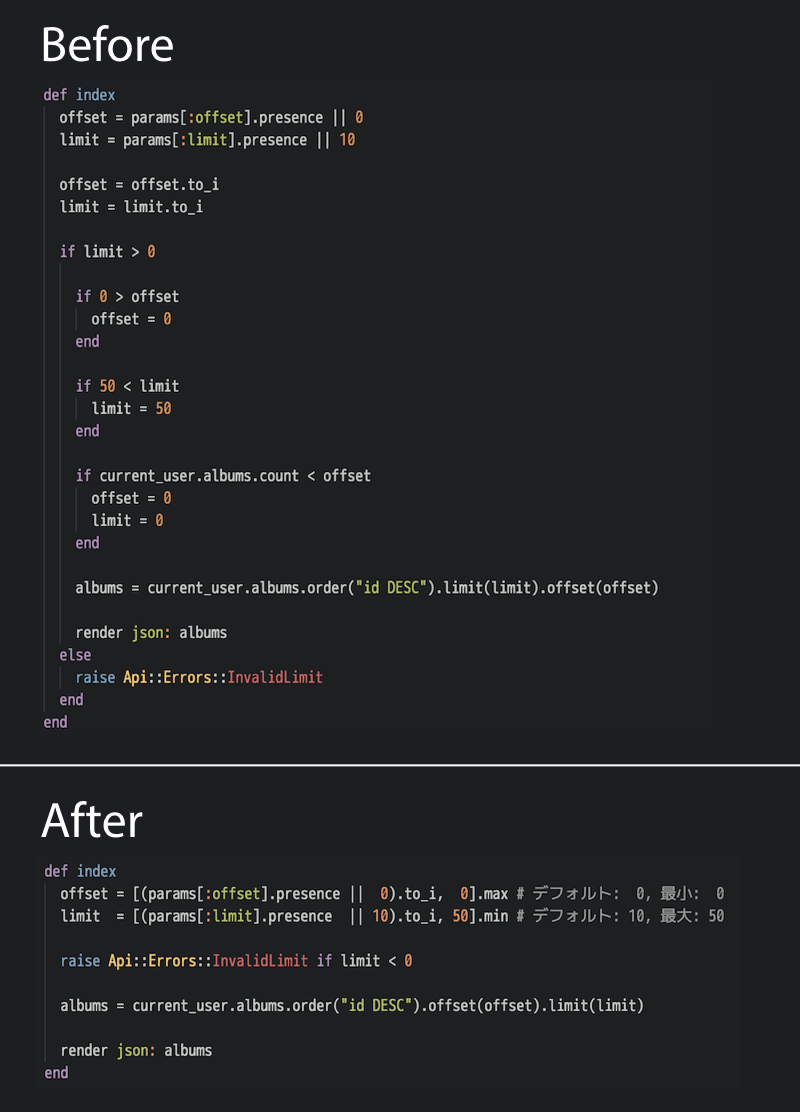 Before
def index
  offset = params[:offset].presence || 0
  limit = params[:limit].presence || 10
  offset = offset.to_i
  limit = limit.to_i
  if limit > 0
    if 0 > offset
      offset = 0
    end
    if 50 < limit
      limit = 50
    end
    if current_user.albums.count < offset
      offset = 0
      limit = 0
    end
    albums = current_user.albums.order("id DESC").limit(limit).offset(offset)
    render json: albums
  else
    raise Api::Errors::InvalidLimit
  end
end
After
def index
  offset = [(params[:offset].presence ||  0).to_i,  0].max # デフォルト:  0, 最小:  0
  limit  = [(params[:limit].presence  || 10).to_i, 50].min # デフォルト: 10, 最大: 50
  raise Api::Errors::InvalidLimit if limit < 0
  albums = current_user.albums.order("id DESC").offset(offset).limit(limit)
  render json: albums
end